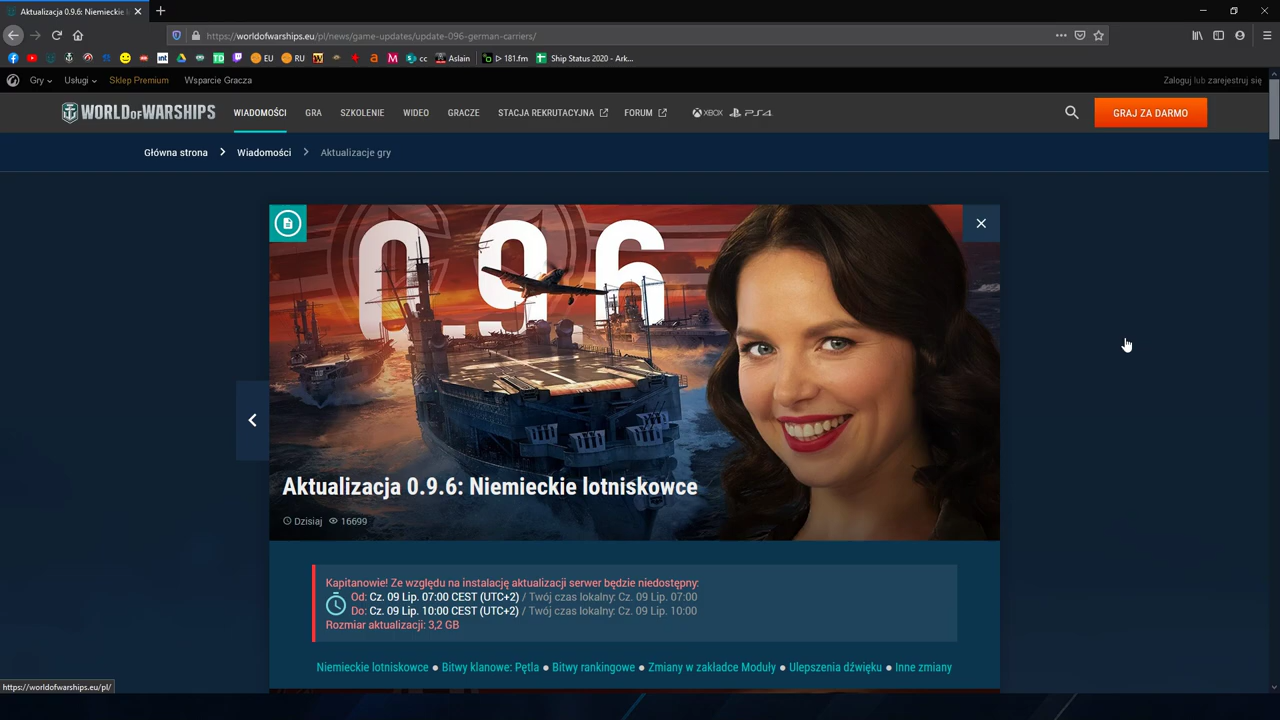 Aktualizacja 0.9.6: Niemieckie l
https://worldofwarships.eu/pl/news/game-updates/update-096-german-carriers/
EU
RU
cc
Aslain
▷ 181.fm
Ship Status 2020 - Ark...
Gry
Usługi
Sklep Premium
Wsparcie Gracza
Zaloguj lub zarejestruj się
WORLD OF WARSHIPS
WIADOMOŚCI
GRA
SZKOLENIE
WIDEO
GRACZE
STACJA REKRUTACYJNA
FORUM
XBOX
PS4
GRAJ ZA DARMO
Główna strona
Wiadomości
Aktualizacje gry
0.9.6
Aktualizacja 0.9.6: Niemieckie lotniskowce
Dzisiaj 16699
Kapitanowie! Ze względu na instalację aktualizacji serwer będzie niedostępny:
Od: Cz. 09 Lip. 07:00 CEST (UTC+2) / Twój czas lokalny: Cz. 09 Lip. 07:00
Do: Cz. 09 Lip. 10:00 CEST (UTC+2) / Twój czas lokalny: Cz. 09 Lip. 10:00
Rozmiar aktualizacji: 3,2 GB
Niemieckie lotniskowce ● Bitwy klanowe: Pętla ● Bitwy rankingowe ● Zmiany w zakładce Moduły ● Ulepszenia dźwięku ● Inne zmiany
https://worldofwarships.eu/pl/